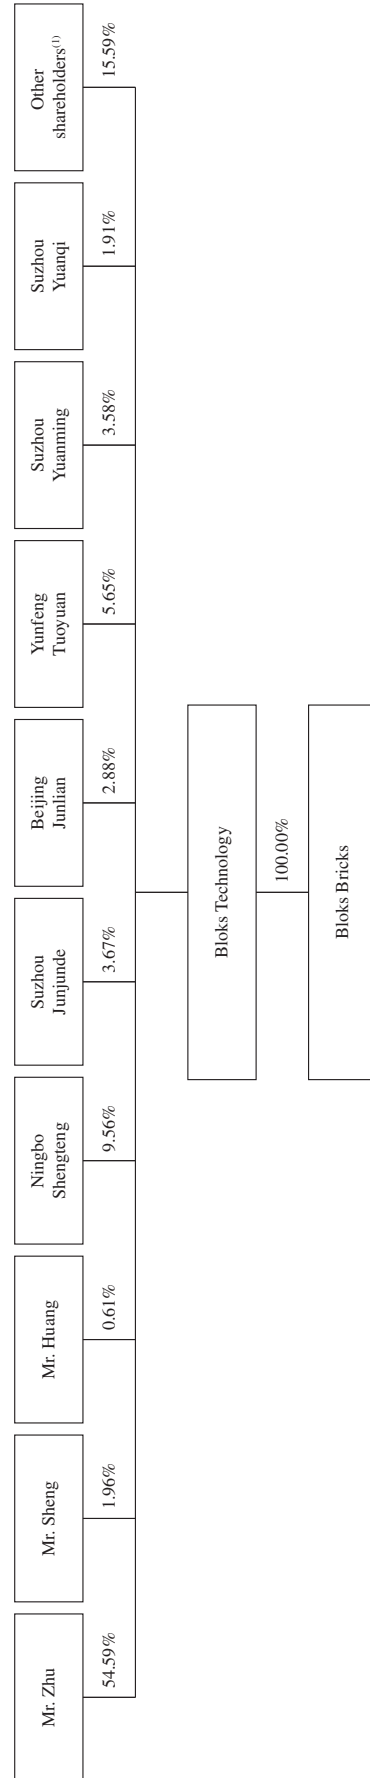 Mr. Zhu
Mr. Sheng
Mr. Huang
Ningbo
Shengteng
Suzhou
Junjunde
Beijing
Junlian
Yunfeng
Tuoyuan
Suzhou
Yuanming
Suzhou
Yuanqi
Other
shareholders(1)
54.59%
1.96%
0.61%
9.56%
3.67%
2.88%
5.65%
3.58%
1.91%
15.59%
Bloks Technology
100.00%
Bloks Bricks